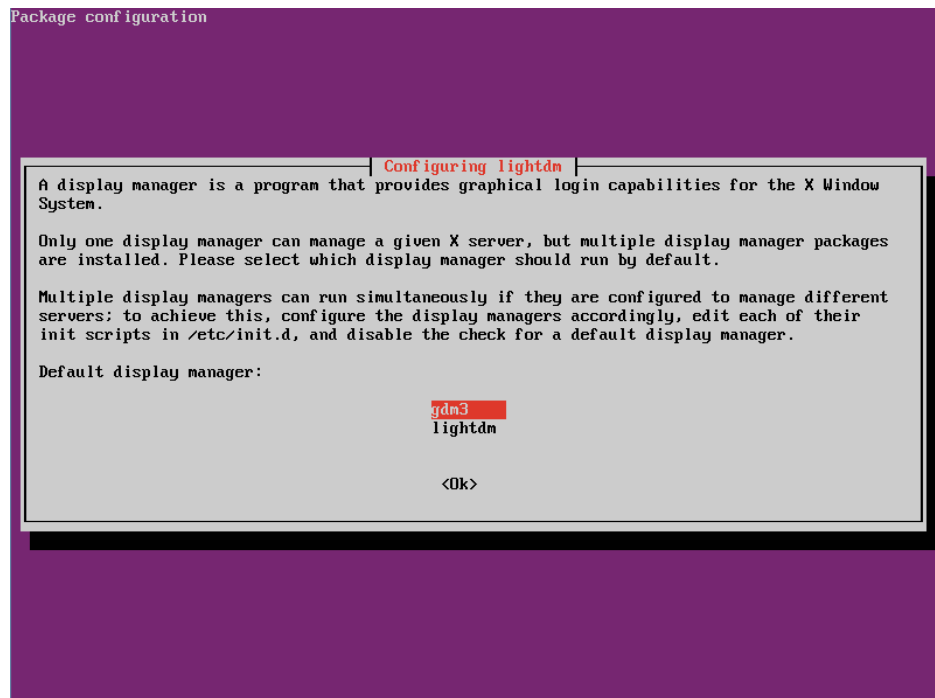 Package configuration
Configuring lightdm
A display manager is a program that provides graphical login capabilities for the X Window
System.
Only one display manager can manage a given X server, but multiple display manager packages
are installed. Please select which display manager should run by default.
Multiple display managers can run simultaneously if they are configured to manage different
servers; to achieve this, configure the display managers accordingly, edit each of their
init scripts in /etc/init.d, and disable the check for a default display manager.
Default display manager:
gdm3
lightdm
<Ok>